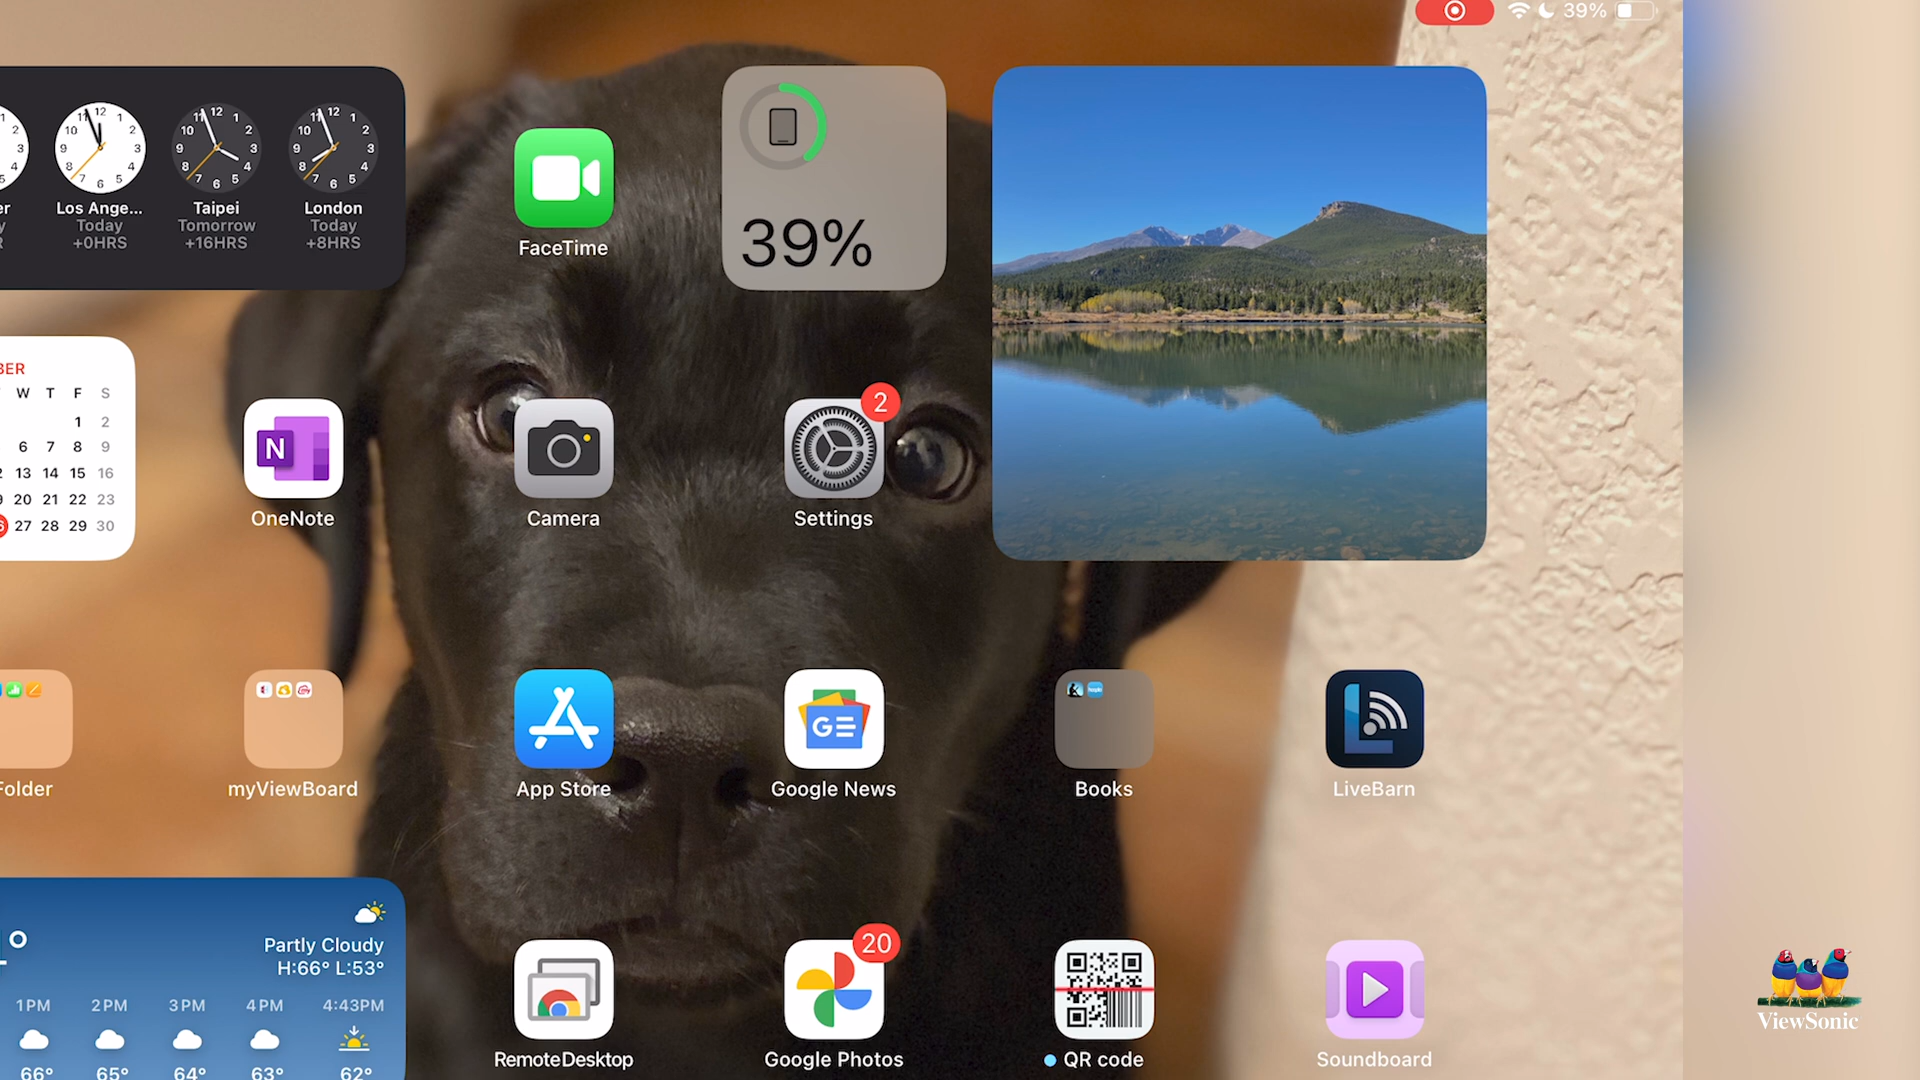 39%
Los Ange...
Today
+0HRS
Taipei
Tomorrow
+16HRS
London
Today
+8HRS
FaceTime
39%
BER
W T F S
1 2
6 7 8 9
13 14 15 16
20 21 22 23
27 28 29 30
N
OneNote
Camera
2
Settings
Folder
myViewBoard
App Store
GE
Google News
Books
LiveBarn
Partly Cloudy
H:66° L:53°
1PM 2PM 3PM 4PM 4:43PM
66° 65° 64° 63° 62°
RemoteDesktop
20
Google Photos
QR code
Soundboard
ViewSonic